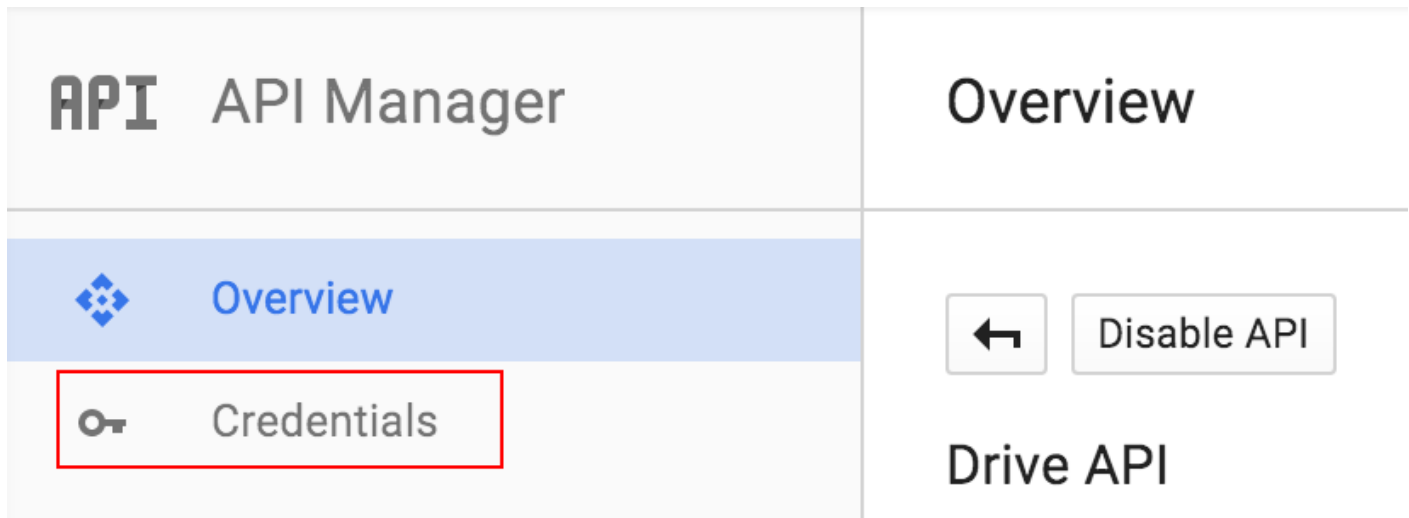 API API Manager
Overview
Overview
Credentials
Disable API
Drive API